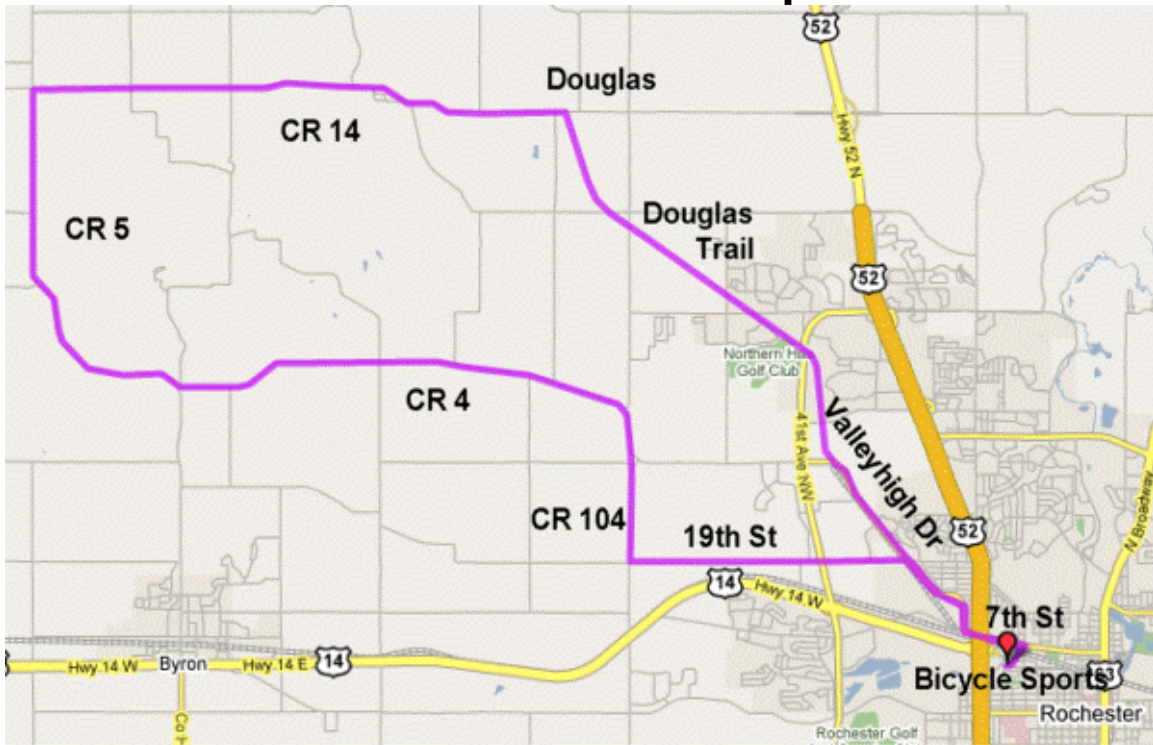 52
Douglas
CR 14
Hwy 52 N
Douglas
Trail
CR 5
52
Northern Hills
Golf Club
CR 4
41st Ave NW
Valleyhigh Dr
N Broadway
CR 104
19th St
52
14
Hwy 14 W
7th St
Hwy 14 W
Byron
Hwy 14 E
14
Bicycle Sports
63
Rochester
Rochester Golf